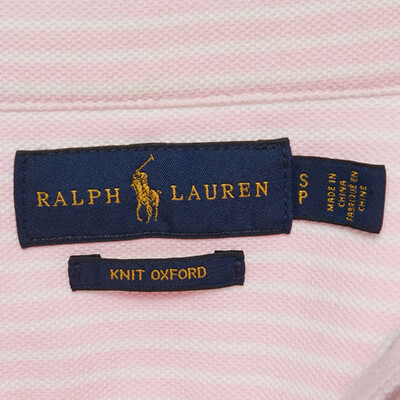 RALPH LAUREN
S
P
MADE IN
CHINA
FABRIQUÉ EN
CHINE
KNIT OXFORD